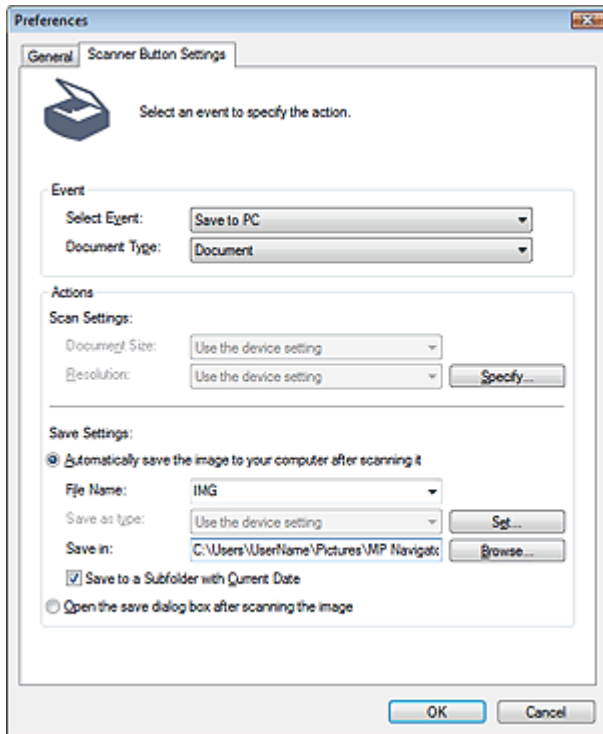 Preferences
General Scanner Button Settings
Select an event to specify the action.
Event
Select Event: Save to PC
Document Type: Document
Actions
Scan Settings:
Document Size: Use the device setting
Resolution: Use the device setting Specify...
Save Settings:
Automatically save the image to your computer after scanning it
File Name: IMG
Save as type: Use the device setting Set...
Save in: C:\Users\UserName\Pictures\MP Navigato Browse...
Save to a Subfolder with Current Date
Open the save dialog box after scanning the image
OK Cancel